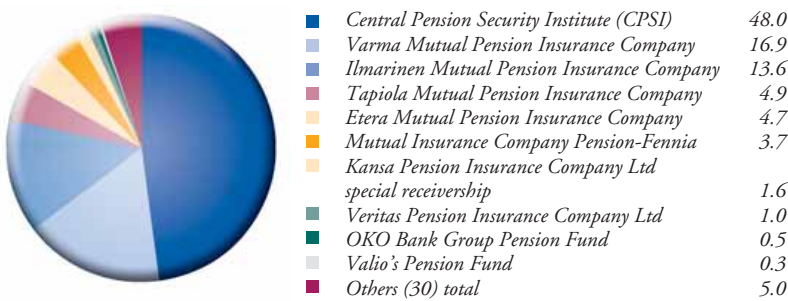 Central Pension Security Institute (CPSI) 48.0
Varma Mutual Pension Insurance Company 16.9
Ilmarinen Mutual Pension Insurance Company 13.6
Tapiola Mutual Pension Insurance Company 4.9
Etera Mutual Pension Insurance Company 4.7
Mutual Insurance Company Pension-Fennia 3.7
Kansa Pension Insurance Company Ltd
special receivership 1.6
Veritas Pension Insurance Company Ltd 1.0
OKO Bank Group Pension Fund 0.5
Valio's Pension Fund 0.3
Others (30) total 5.0